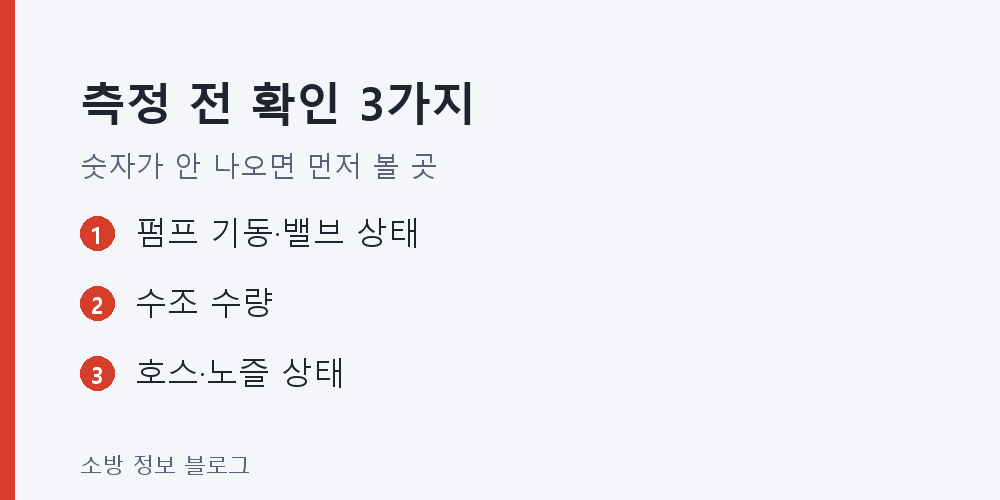 측정 전 확인 3가지
숫자가 안 나오면 먼저 볼 곳
1 펌프 기동·밸브 상태
2 수조 수량
3 호스·노즐 상태
소방 정보 블로그